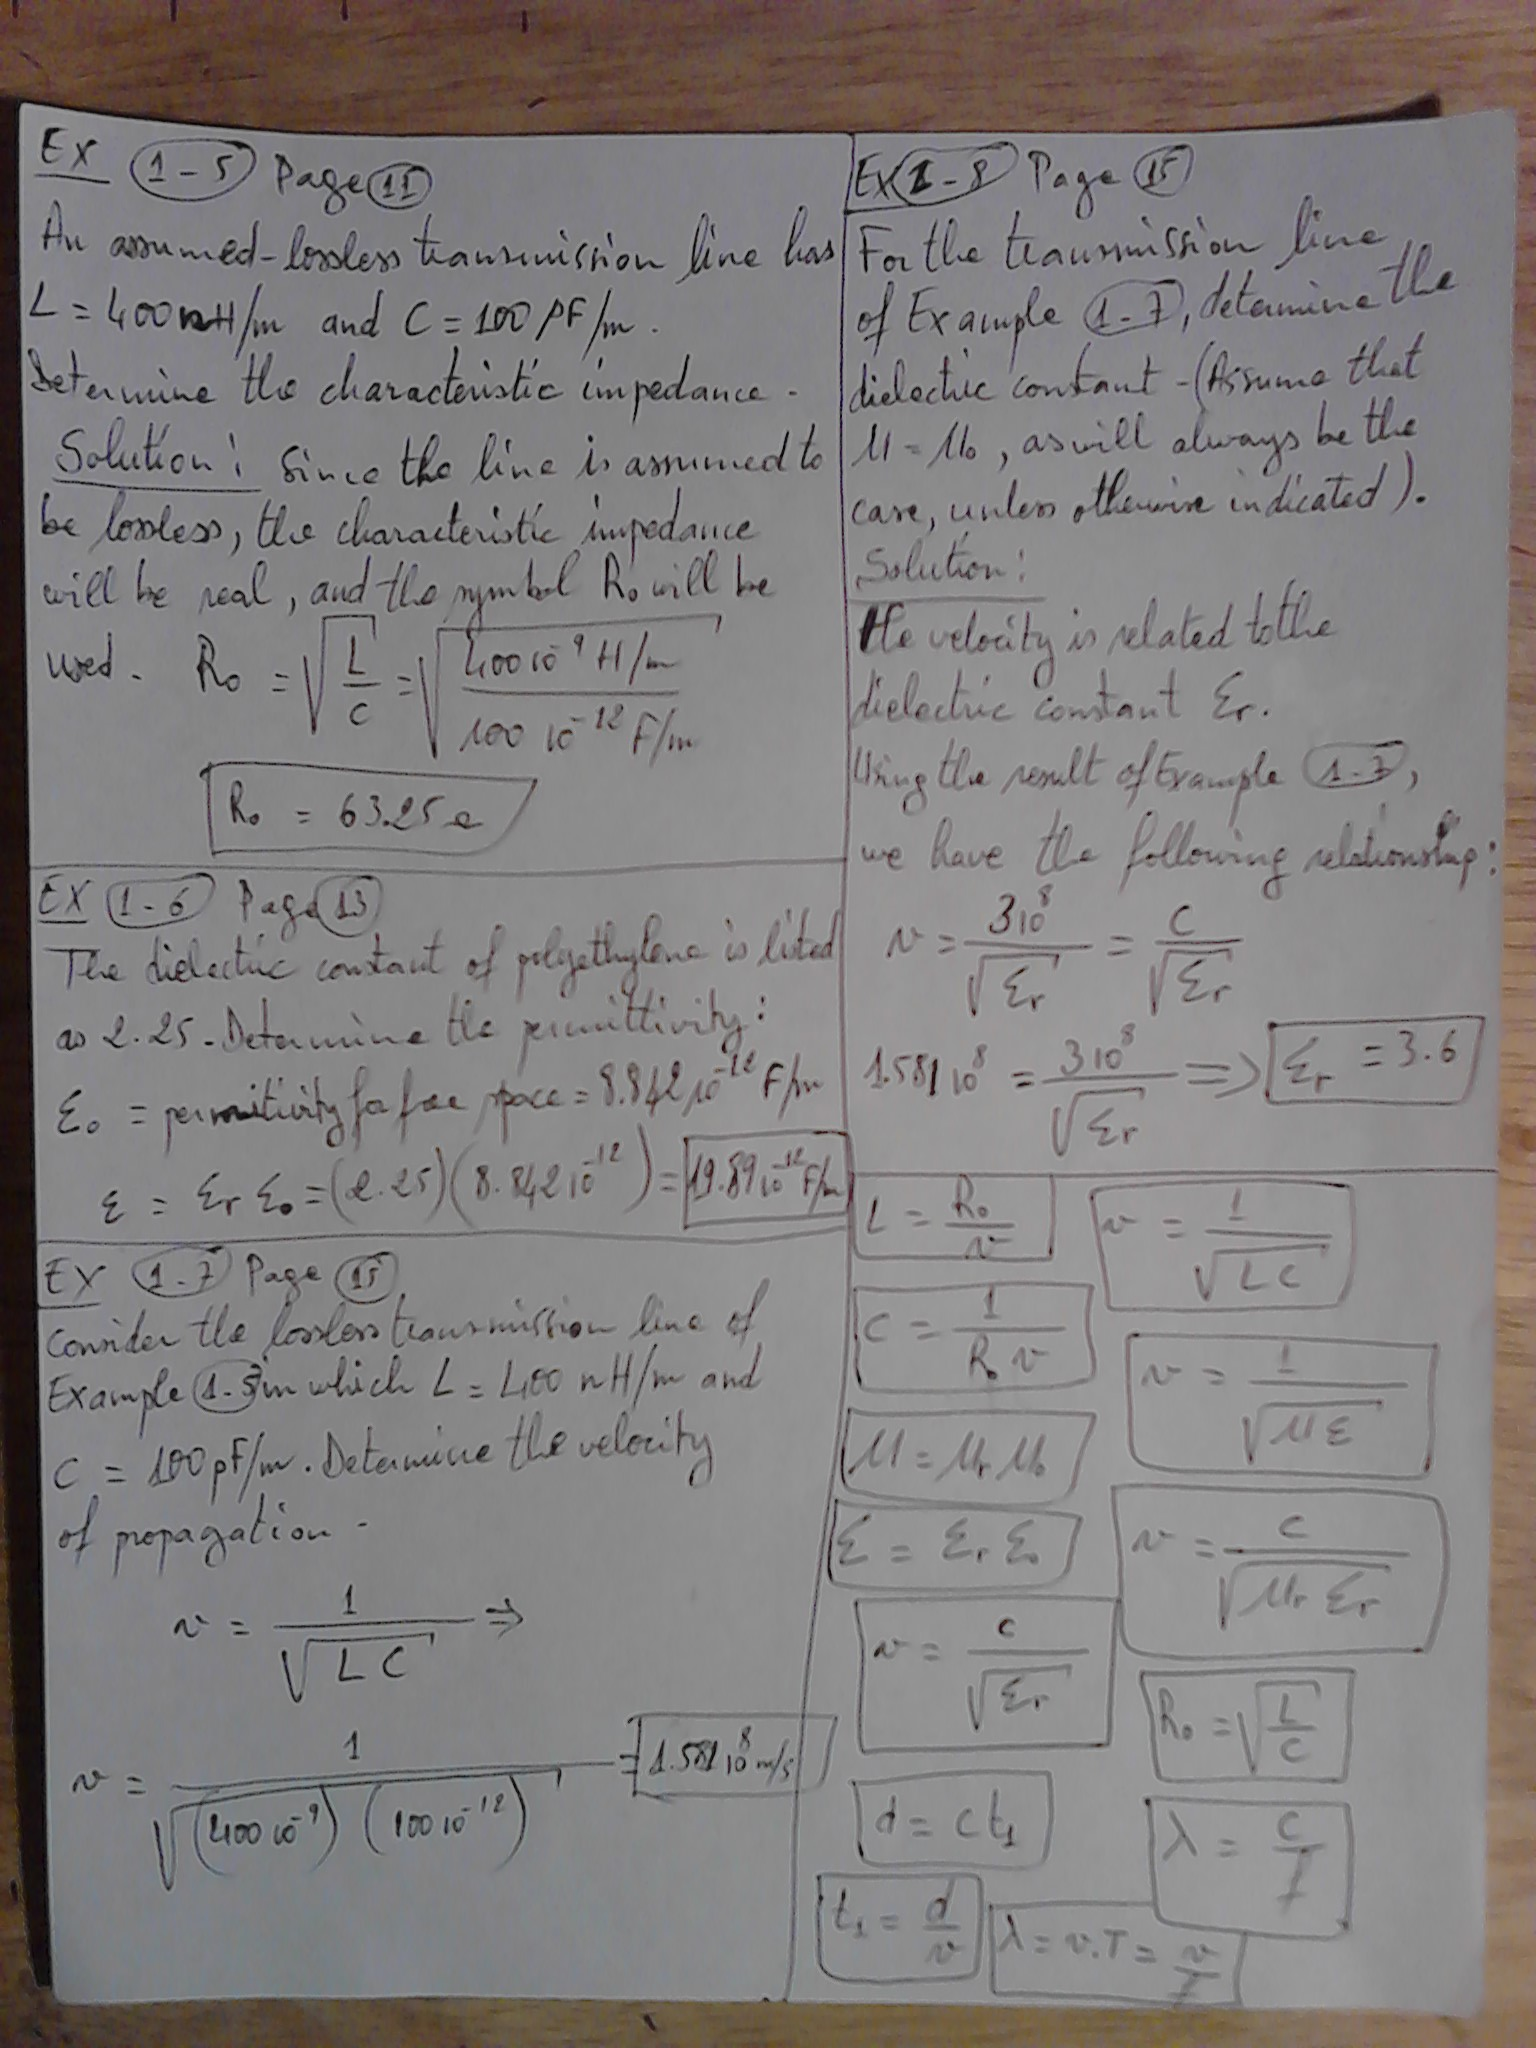 Ex 1-5 Page 11
An assumed-lossless transmission line has
L = 400nH/m and C = 100 PF/m.
Determine the characteristic impedance.
Solution: Since the line is assumed to
be lossless, the characteristic impedance
will be real, and the symbol R₀ will be
used. R₀ = √(L/C) = √(400 10⁻⁹ H/m / 100 10⁻¹² F/m)
R₀ = 63.25 Ω
EX 1-6 Page 13
The dielectric constant of polyethylene is listed
as 2.25. Determine the permittivity:
ε₀ = permitivity for free space = 8.842 10⁻¹² F/m
ε = εr ε₀ = (2.25)(8.842 10⁻¹²) = 19.89 10⁻¹² F/m
EX 1-7 Page 15
Consider the lossless transmission line of
Example 1-5 in which L = 400 nH/m and
C = 100 pF/m. Determine the velocity
of propagation.
v = 1/√(LC) ⇒
v = 1/√((400 10⁻⁹)(100 10⁻¹²)) = 1.581 10⁸ m/s
Ex 1-8 Page 15
For the transmission line
of Example 1-7, determine the
dielectric constant - (Assume that
μ = μ₀, as will always be the
case, unless otherwise indicated).
Solution:
the velocity is related to the
dielectric constant εr.
Using the result of Example 1-7,
we have the following relationship:
v = 3 10⁸/√εr = C/√εr
1.581 10⁸ = 3 10⁸/√εr ⇒ εr = 3.6
L = R₀/v
v = 1/√(LC)
C = 1/(R₀ v)
v = 1/√(με)
μ = μr μ₀
ε = εr ε₀
v = c/√(μr εr)
v = c/√εr
R₀ = √(L/C)
d = c t₁
λ = c/f
t₁ = d/v
λ = v.T = v/f